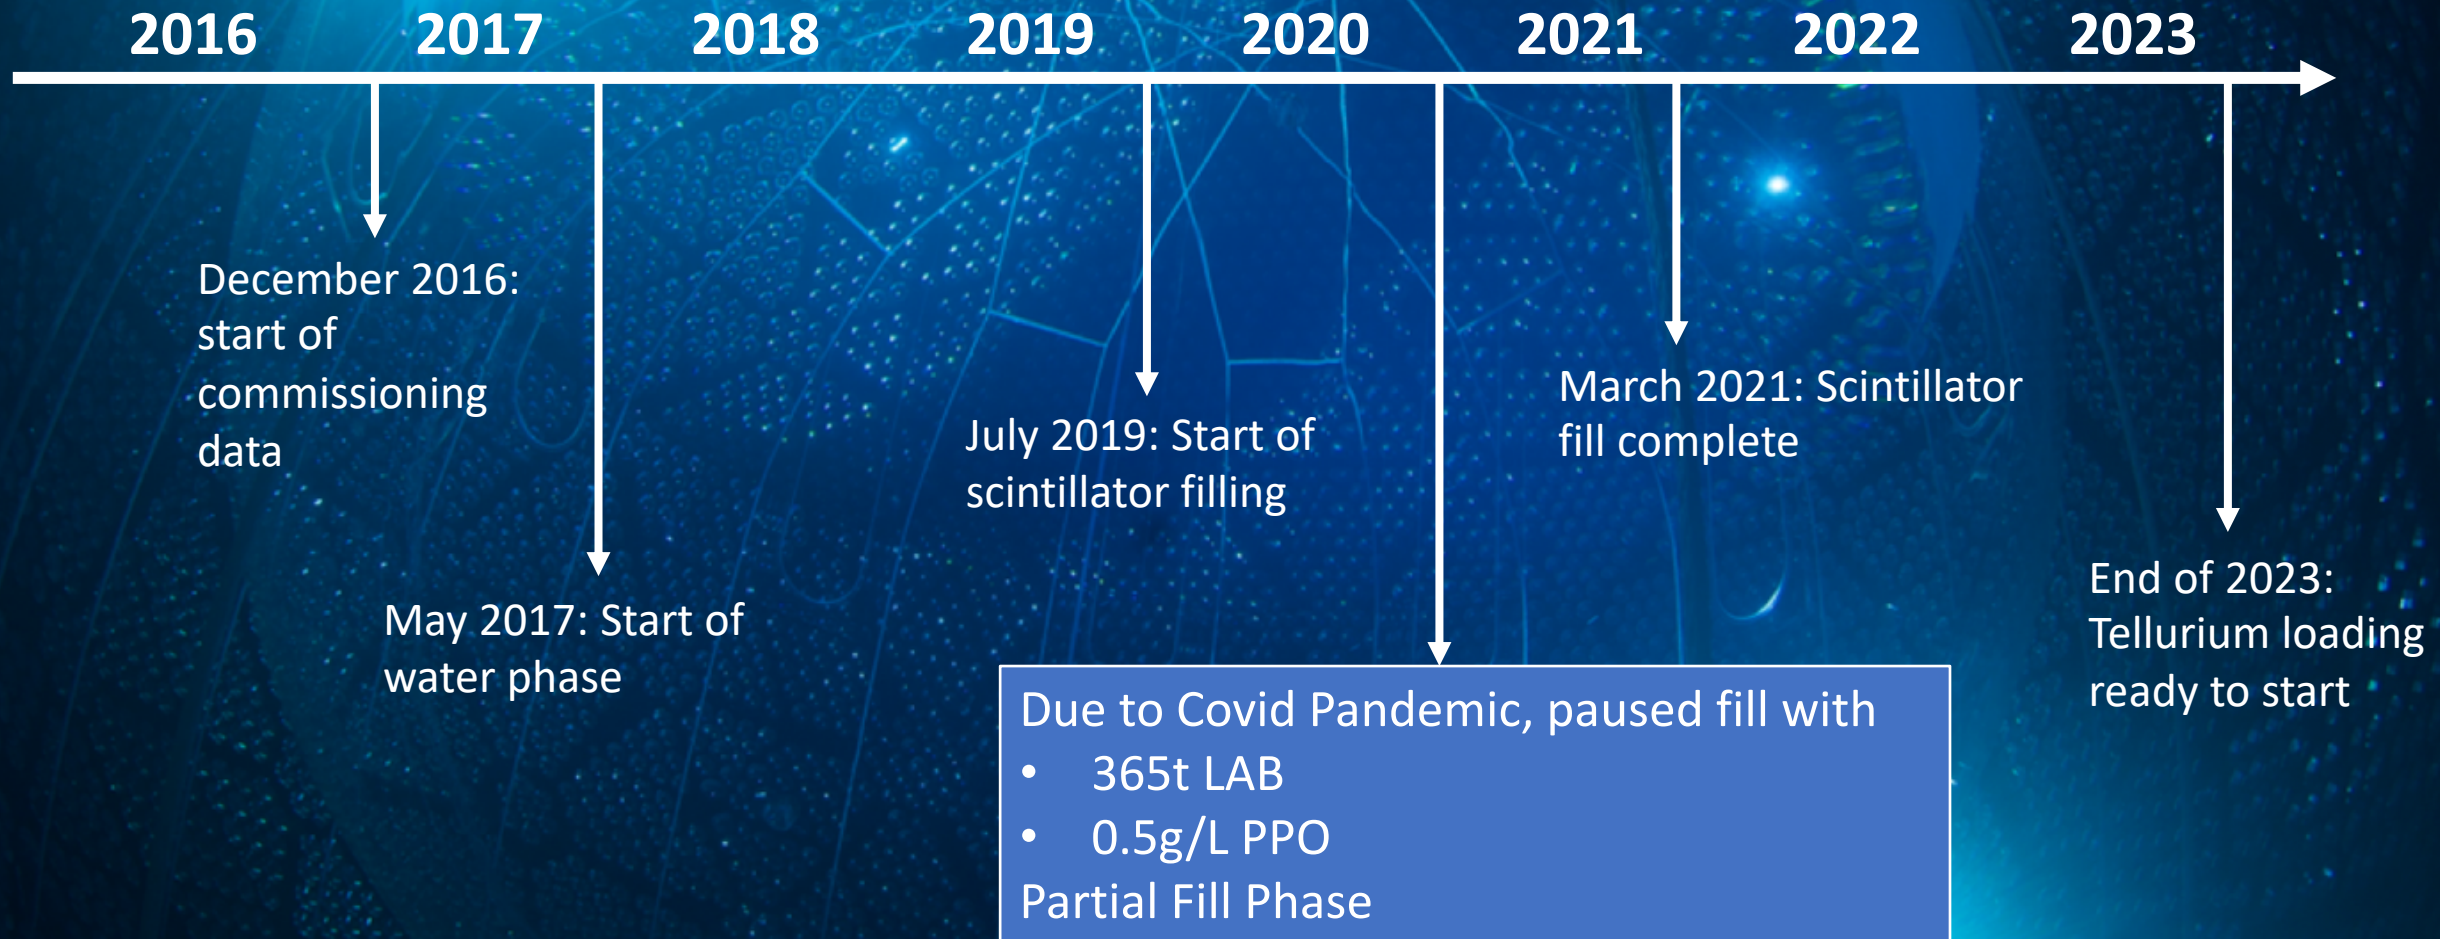 2016 2017 2018 2019 2020 2021 2022 2023
December 2016:
start of
commissioning
data
May 2017: Start of
water phase
July 2019: Start of
scintillator filling
Due to Covid Pandemic, paused fill with
• 365t LAB
• 0.5g/L PPO
Partial Fill Phase
March 2021: Scintillator
fill complete
End of 2023:
Tellurium loading
ready to start